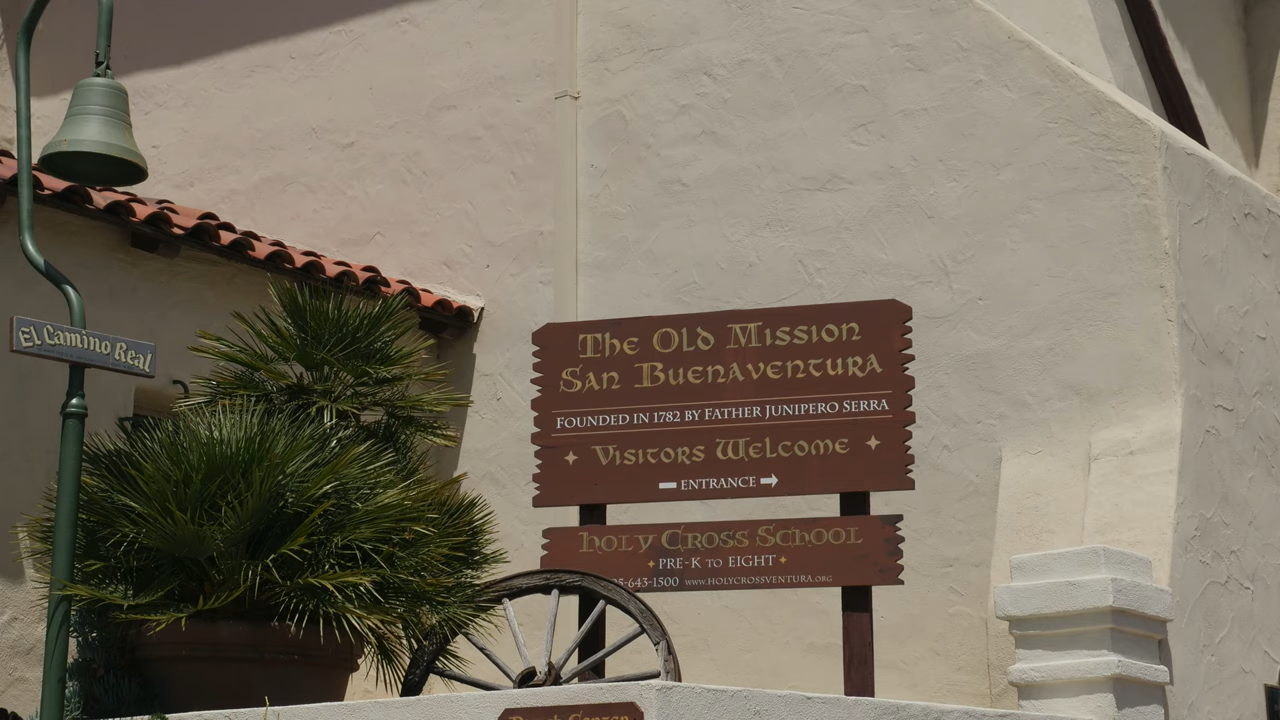 El Camino Real
The Old Mission
San Buenaventura
FOUNDED IN 1782 BY FATHER JUNIPERO SERRA
Visitors Welcome
ENTRANCE
Holy Cross School
PRE-K TO EIGHT
5-643-1500 WWW.HOLYCROSSVENTURA.ORG